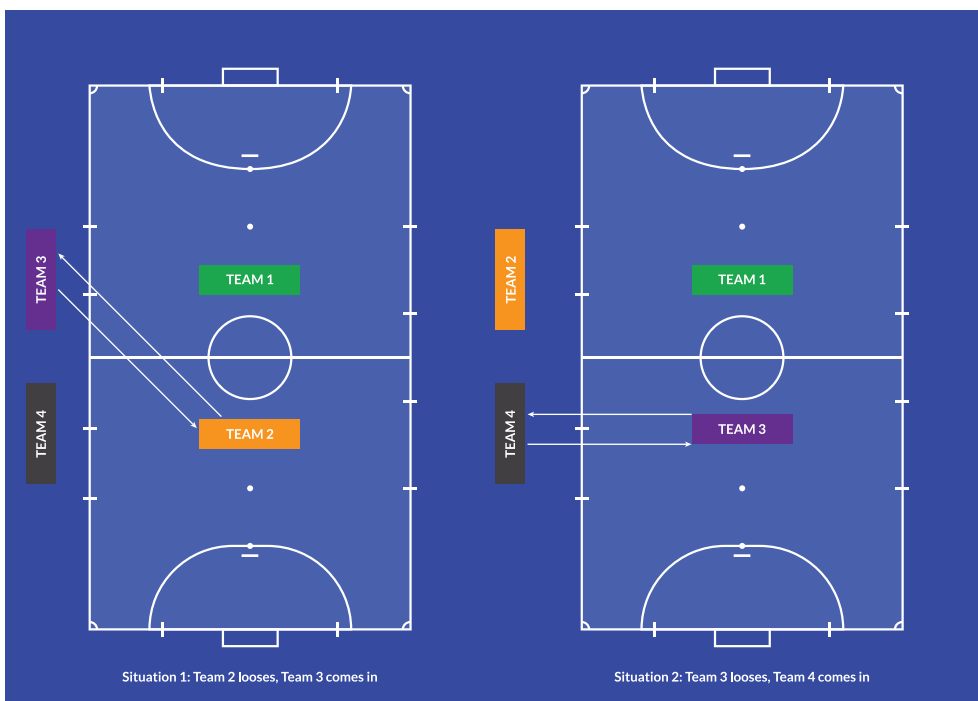 TEAM 3
TEAM 4
TEAM 1
TEAM 2
Situation 1: Team 2 looses, Team 3 comes in
TEAM 2
TEAM 4
TEAM 1
TEAM 3
Situation 2: Team 3 looses, Team 4 comes in